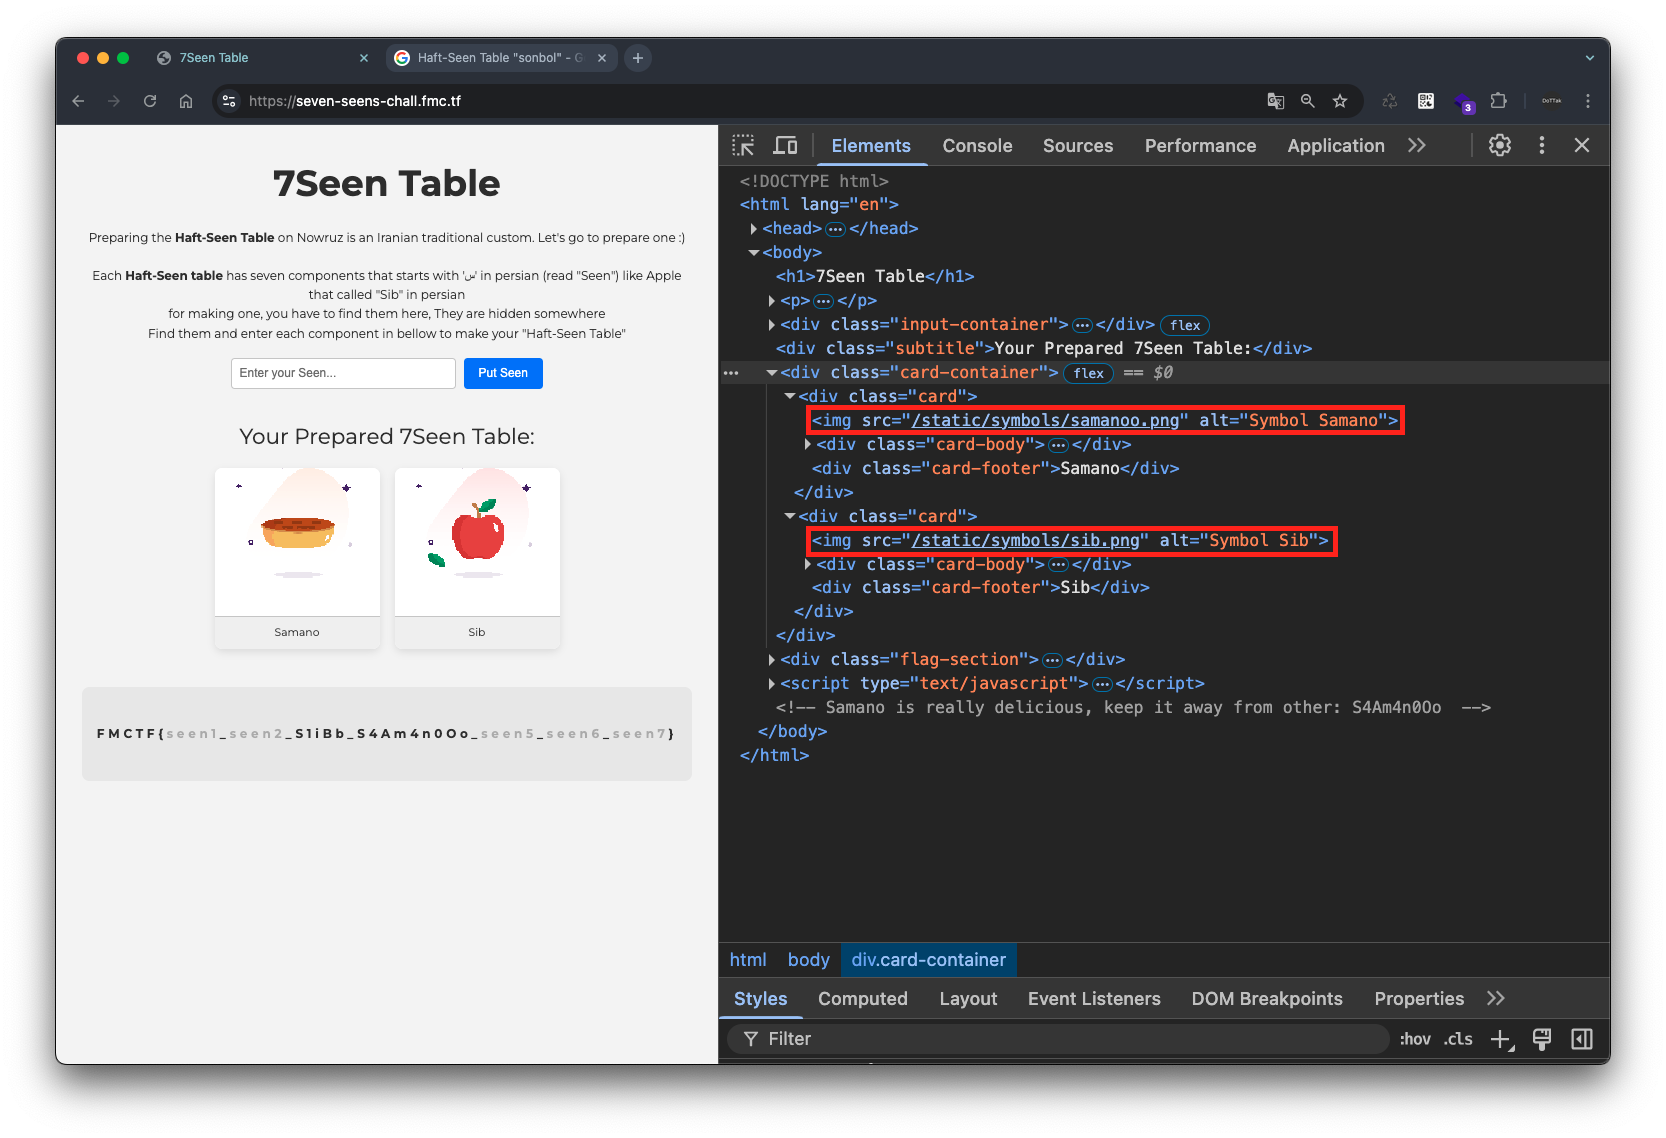 7Seen Table
Haft-Seen Table "sonbol" - G
https://seven-seens-chall.fmc.tf
3
DoTTak
7Seen Table
Preparing the Haft-Seen Table on Nowruz is an Iranian traditional custom. Let's go to prepare one :)
Each Haft-Seen table has seven components that starts with 'س' in persian (read "Seen") like Apple
that called "Sib" in persian
for making one, you have to find them here, They are hidden somewhere
Find them and enter each component in bellow to make your "Haft-Seen Table"
Enter your Seen...
Put Seen
Your Prepared 7Seen Table:
Samano
Sib
FMCTF{seen1_seen2_S1iBb_S4Am4n0Oo_seen5_seen6_seen7}
Elements
Console
Sources
Performance
Application
<!DOCTYPE html>
<html lang="en">
<head>…</head>
<body>
<h1>7Seen Table</h1>
<p>…</p>
<div class="input-container">…</div> flex
<div class="subtitle">Your Prepared 7Seen Table:</div>
<div class="card-container"> flex == $0
<div class="card">
<img src="/static/symbols/samanoo.png" alt="Symbol Samano">
<div class="card-body">…</div>
<div class="card-footer">Samano</div>
</div>
<div class="card">
<img src="/static/symbols/sib.png" alt="Symbol Sib">
<div class="card-body">…</div>
<div class="card-footer">Sib</div>
</div>
</div>
<div class="flag-section">…</div>
<script type="text/javascript">…</script>
<!-- Samano is really delicious, keep it away from other: S4Am4n0Oo  -->
</body>
</html>
html body div.card-container
Styles
Computed
Layout
Event Listeners
DOM Breakpoints
Properties
Filter
:hov .cls